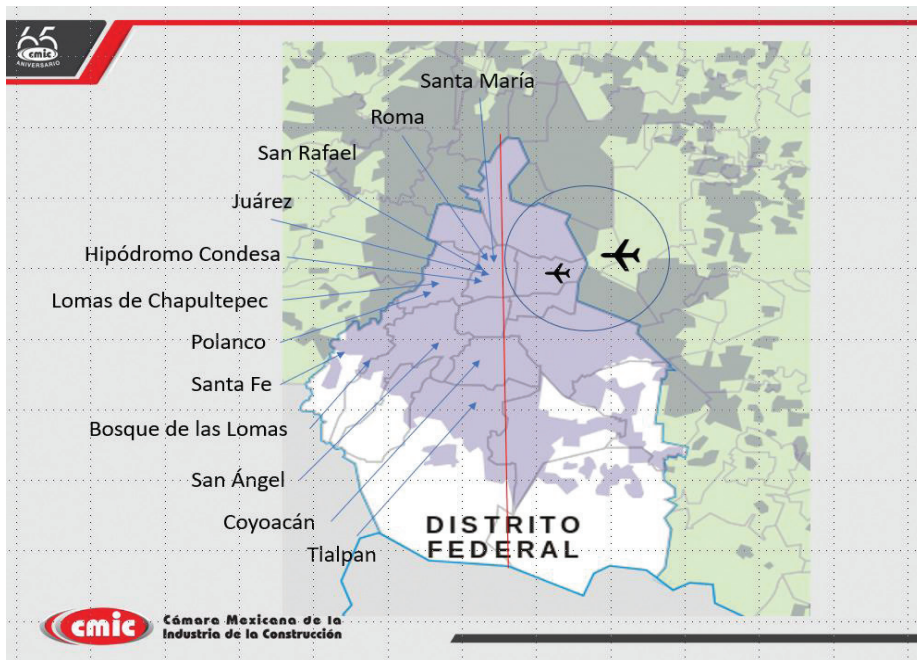 65
cmic
ANIVERSARIO
Santa María
Roma
San Rafael
Juárez
Hipódromo Condesa
Lomas de Chapultepec
Polanco
Santa Fe
Bosque de las Lomas
San Ángel
Coyoacán
Tlalpan
DISTRITO
FEDERAL
cmic
Cámara Mexicana de la
Industria de la Construcción